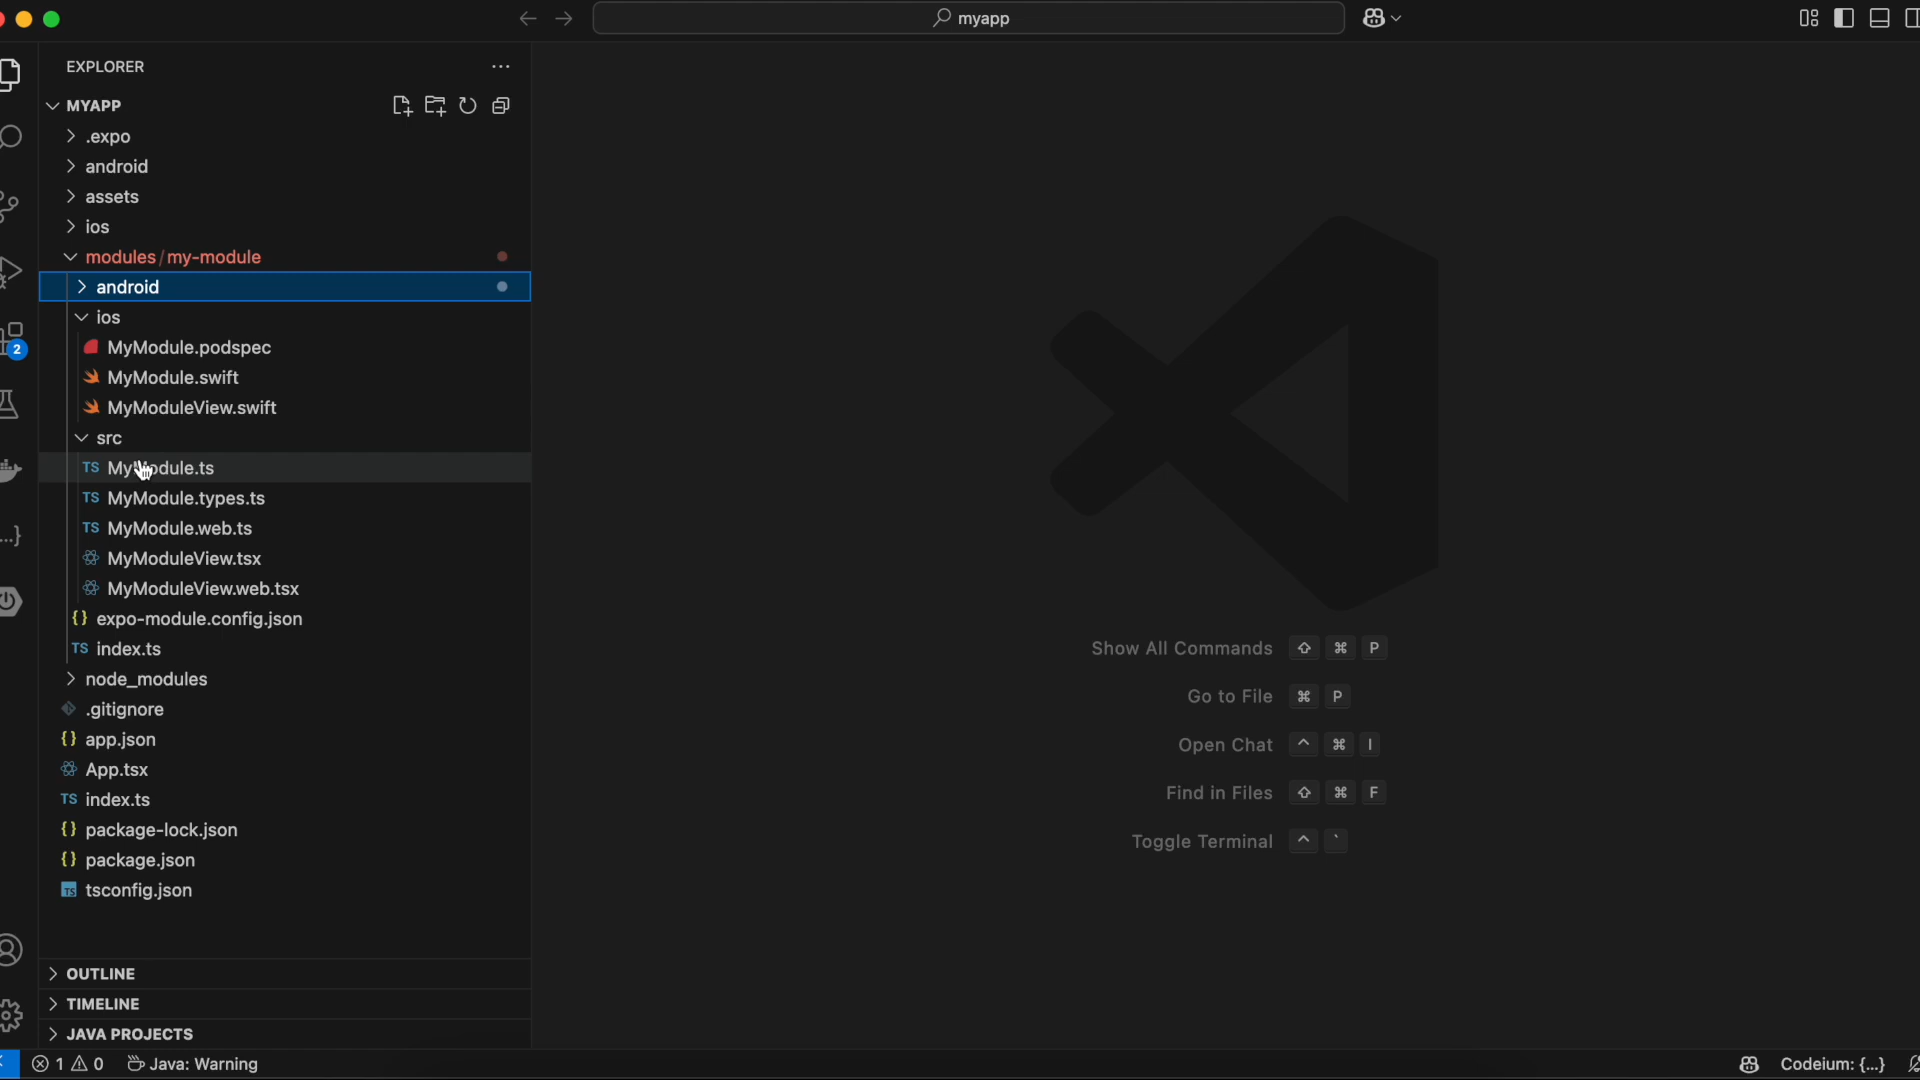 myapp
EXPLORER
MYAPP
.expo
android
assets
ios
modules / my-module
android
ios
MyModule.podspec
MyModule.swift
MyModuleView.swift
src
TS MyModule.ts
TS MyModule.types.ts
TS MyModule.web.ts
MyModuleView.tsx
MyModuleView.web.tsx
{} expo-module.config.json
TS index.ts
node_modules
.gitignore
{} app.json
App.tsx
TS index.ts
{} package-lock.json
{} package.json
TS tsconfig.json
OUTLINE
TIMELINE
JAVA PROJECTS
2
Show All Commands ⇧ ⌘ P
Go to File ⌘ P
Open Chat ^ ⌘ I
Find in Files ⇧ ⌘ F
Toggle Terminal ^ `
1 0 Java: Warning
Codeium: {...}